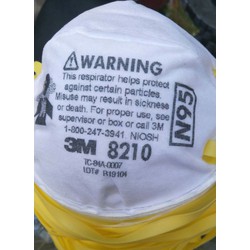 ⚠WARNING
This respirator helps protect
against certain particles.
Misuse may result in sickness
or death. For proper use, see
supervisor or box or call 3M
1-800-247-3941 NIOSH
3M 8210
N95
TC-84A-0007